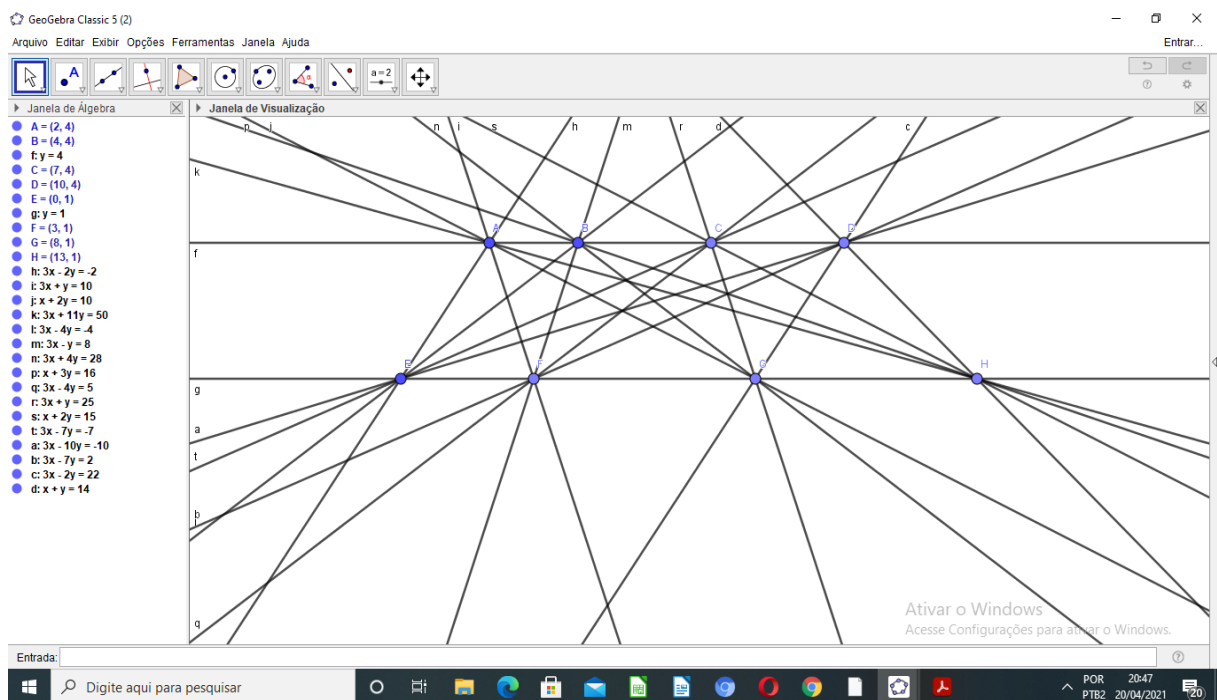 GeoGebra Classic 5 (2)
Arquivo Editar Exibir Opções Ferramentas Janela Ajuda
Entrar...
A
α
a=2
Janela de Álgebra
Janela de Visualização
A = (2, 4)
B = (4, 4)
f: y = 4
C = (7, 4)
D = (10, 4)
E = (0, 1)
g: y = 1
F = (3, 1)
G = (8, 1)
H = (13, 1)
h: 3x - 2y = -2
i: 3x + y = 10
j: x + 2y = 10
k: 3x + 11y = 50
l: 3x - 4y = -4
m: 3x - y = 8
n: 3x + 4y = 28
p: x + 3y = 16
q: 3x - 4y = 5
r: 3x + y = 25
s: x + 2y = 15
t: 3x - 7y = -7
a: 3x - 10y = -10
b: 3x - 7y = 2
c: 3x - 2y = 22
d: x + y = 14
p j n i s h m r d c
k
A B C D
f
E F G H
g
a
t
b
l
q
Ativar o Windows
Acesse Configurações para ativar o Windows.
Entrada:
Digite aqui para pesquisar
POR 20:47
PTB2 20/04/2021
20